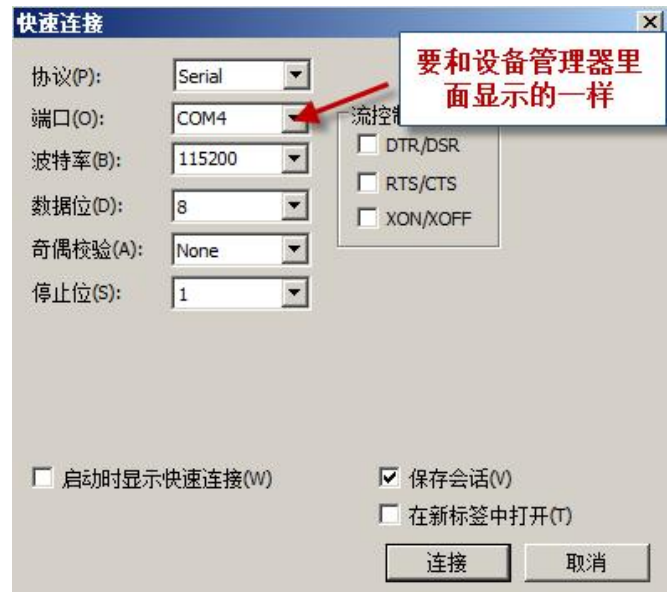 快速连接
要和设备管理器里
面显示的一样
协议(P):
Serial
端口(O):
COM4
流控
波特率(B):
115200
DTR/DSR
RTS/CTS
数据位(D):
8
XON/XOFF
奇偶校验(A):
None
停止位(S):
1
启动时显示快速连接(W)
保存会话(V)
在新标签中打开(T)
连接
取消